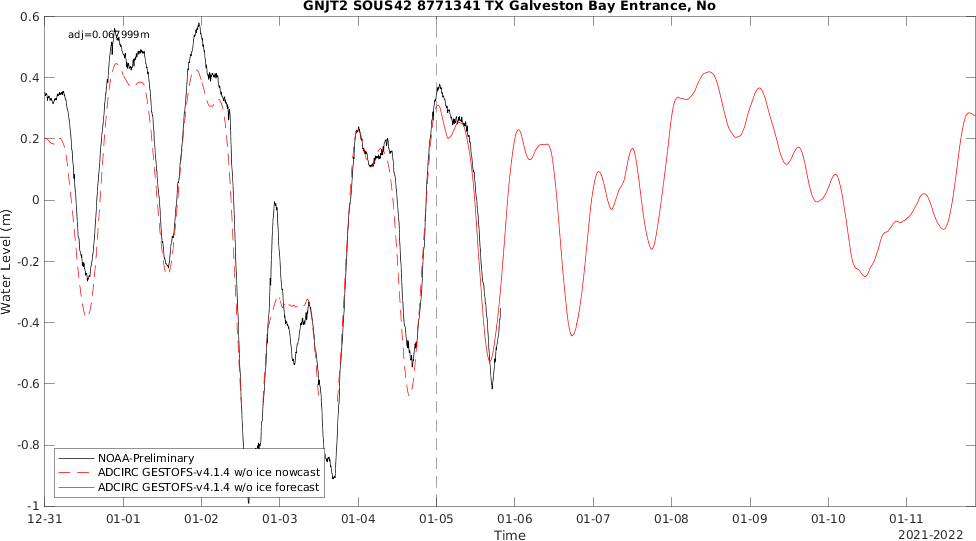 GNJT2 SOUS42 8771341 TX Galveston Bay Entrance, No
adj=0.067999m
0.6
0.4
0.2
0
-0.2
-0.4
-0.6
-0.8
-1
Water Level (m)
NOAA-Preliminary
ADCIRC GESTOFS-v4.1.4 w/o ice nowcast
ADCIRC GESTOFS-v4.1.4 w/o ice forecast
12-31 01-01 01-02 01-03 01-04 01-05 01-06 01-07 01-08 01-09 01-10 01-11
Time
2021-2022